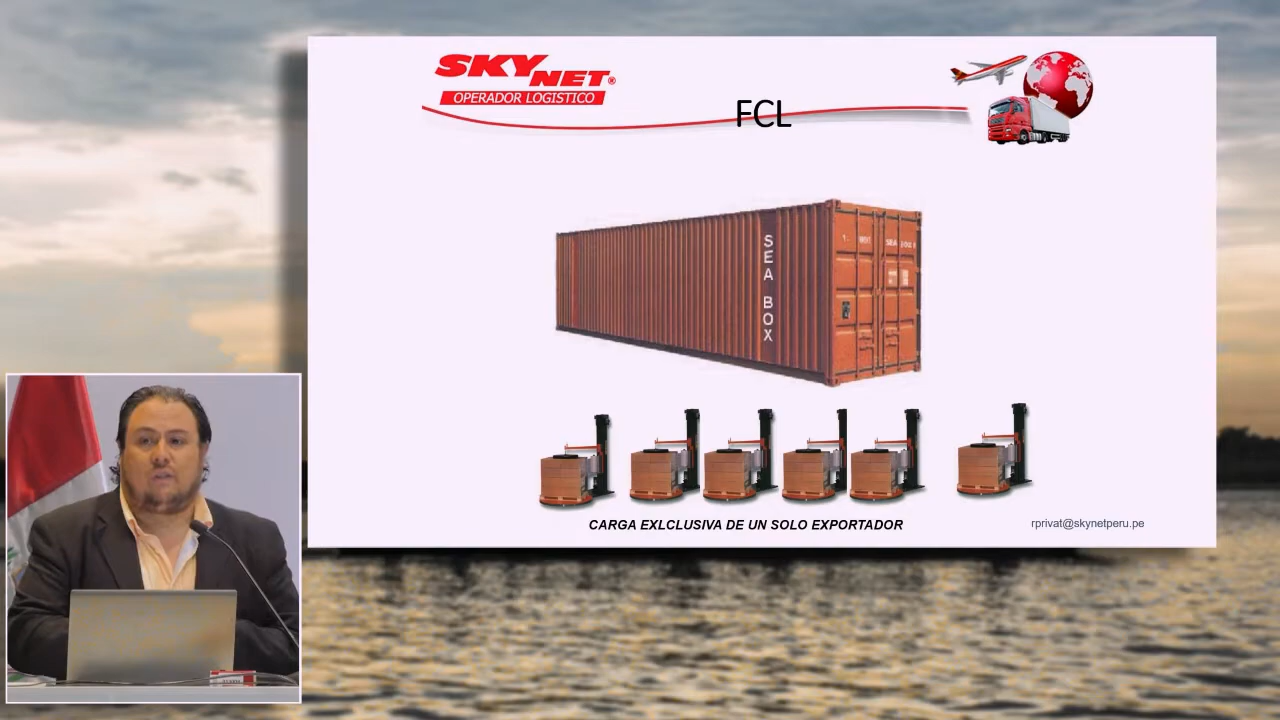 SKYNET®
OPERADOR LOGISTICO
FCL
SEA BOX
CARGA EXLCLUSIVA DE UN SOLO EXPORTADOR
rprivat@skynetperu.pe